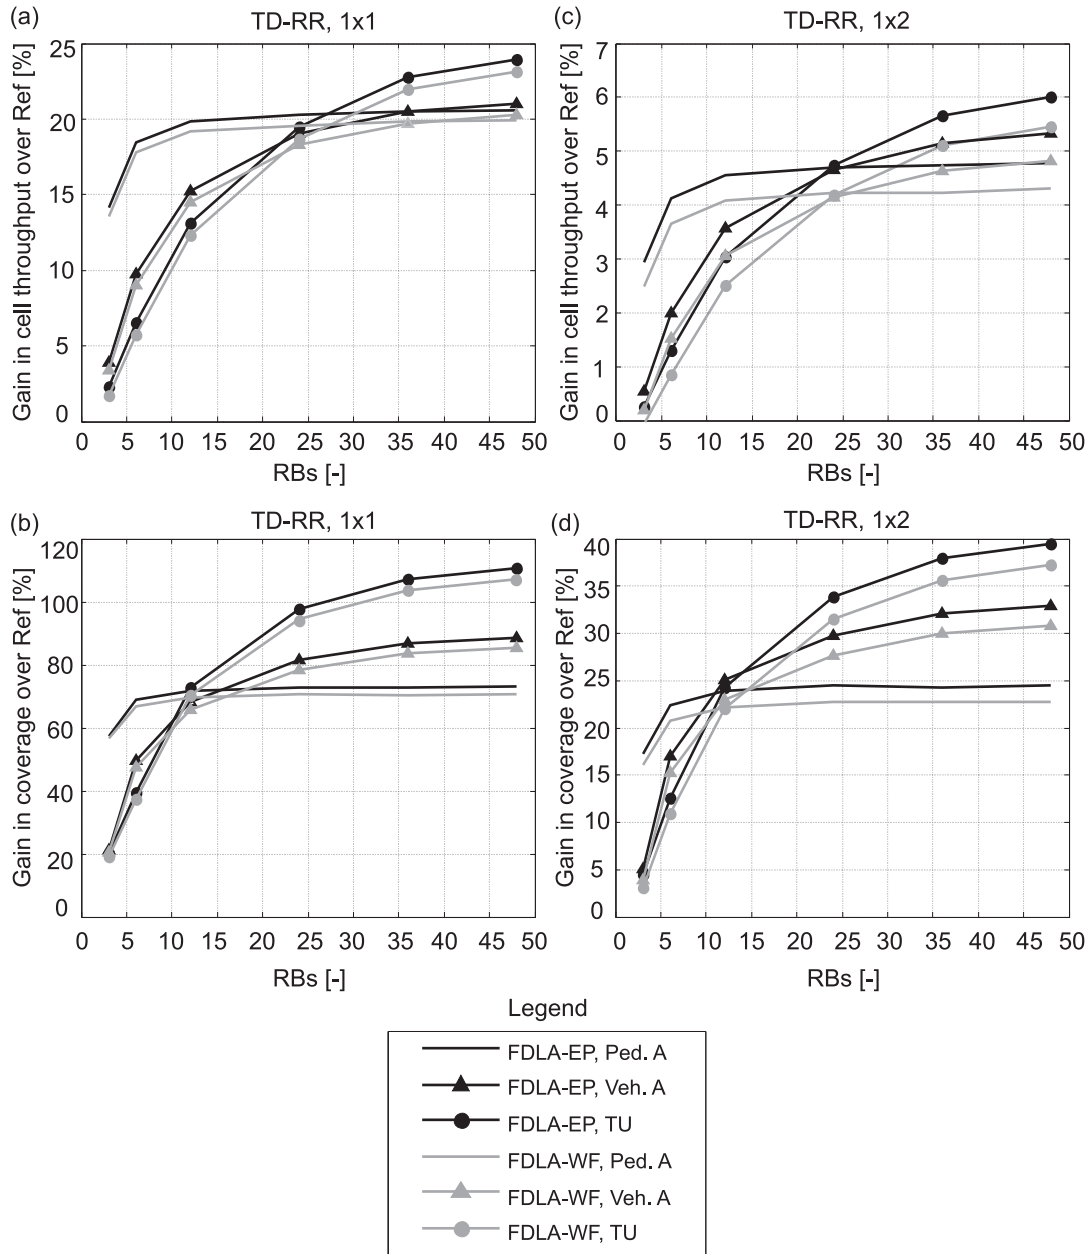 (a)
TD-RR, 1x1
Gain in cell throughput over Ref [%]
25
20
15
10
5
0
0 5 10 15 20 25 30 35 40 45 50
RBs [-]
(c)
TD-RR, 1x2
Gain in cell throughput over Ref [%]
7
6
5
4
3
2
1
0
0 5 10 15 20 25 30 35 40 45 50
RBs [-]
(b)
TD-RR, 1x1
Gain in coverage over Ref [%]
120
100
80
60
40
20
0
0 5 10 15 20 25 30 35 40 45 50
RBs [-]
(d)
TD-RR, 1x2
Gain in coverage over Ref [%]
40
35
30
25
20
15
10
5
0
0 5 10 15 20 25 30 35 40 45 50
RBs [-]
Legend
FDLA-EP, Ped. A
FDLA-EP, Veh. A
FDLA-EP, TU
FDLA-WF, Ped. A
FDLA-WF, Veh. A
FDLA-WF, TU